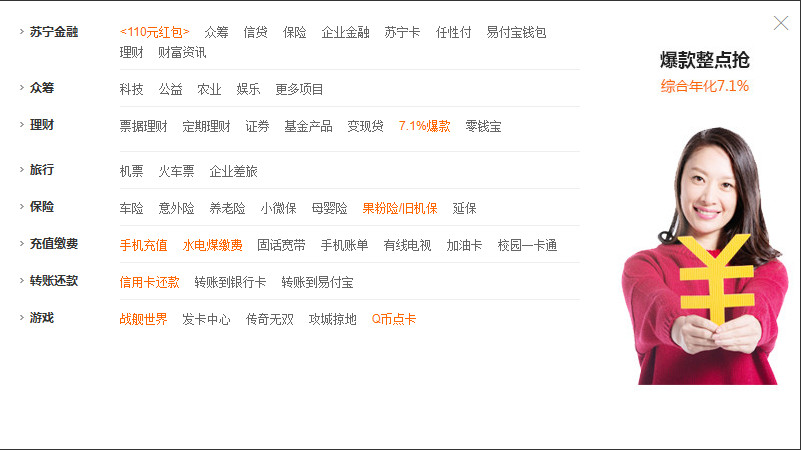 苏宁金融 <110元红包> 众筹 信贷 保险 企业金融 苏宁卡 任性付 易付宝钱包
理财 财富资讯
众筹 科技 公益 农业 娱乐 更多项目
理财 票据理财 定期理财 证券 基金产品 变现贷 7.1%爆款 零钱宝
旅行 机票 火车票 企业差旅
保险 车险 意外险 养老险 小微保 母婴险 果粉险/旧机保 延保
充值缴费 手机充值 水电煤缴费 固话宽带 手机账单 有线电视 加油卡 校园一卡通
转账还款 信用卡还款 转账到银行卡 转账到易付宝
游戏 战舰世界 发卡中心 传奇无双 攻城掠地 Q币点卡
爆款整点抢
综合年化7.1%